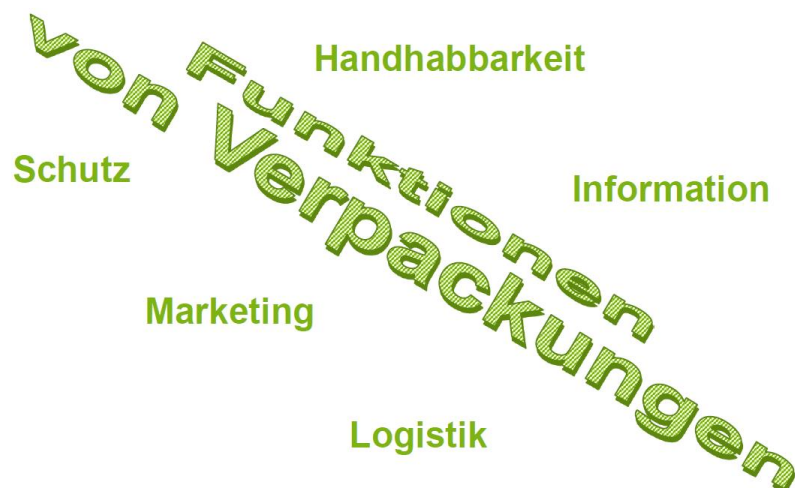 Funktionen
von Verpackungen
Handhabbarkeit
Schutz
Information
Marketing
Logistik